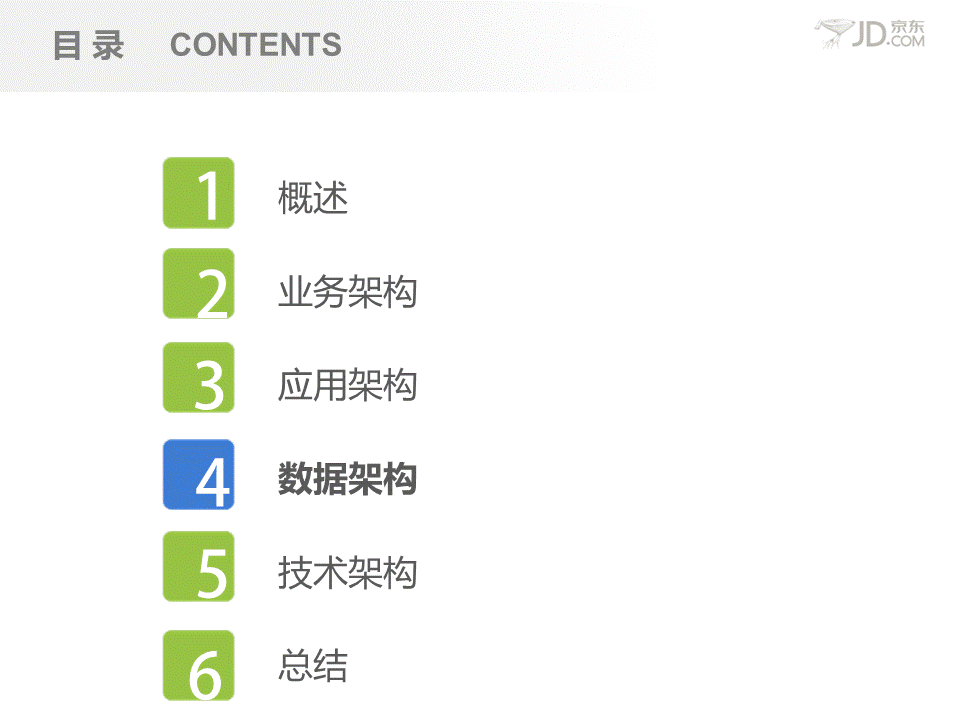 目 录 CONTENTS
JD.COM 京东
1 概述
2 业务架构
3 应用架构
4 数据架构
5 技术架构
6 总结